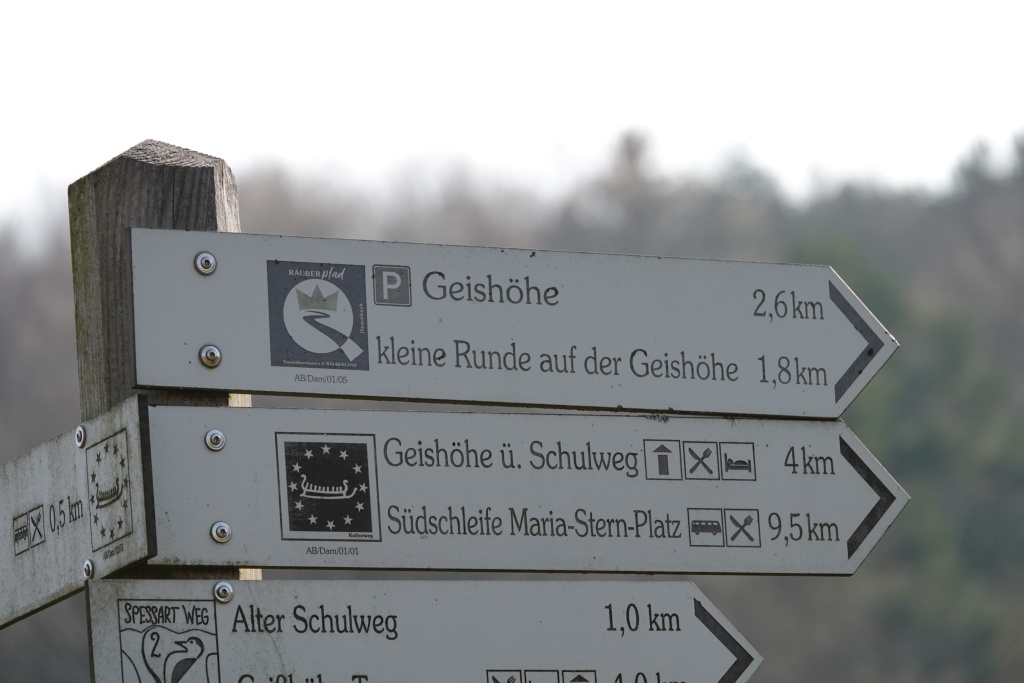 RÄUBERpfad
P Geishöhe 2,6 km
kleine Runde auf der Geishöhe 1,8 km
Dammbach
AB/Dam/01/05
Geishöhe ü. Schulweg 4 km
Südschleife Maria-Stern-Platz 9,5 km
Kulturweg
AB/Dam/01/01
0,5 km
SPESSART WEG
2
Alter Schulweg 1,0 km